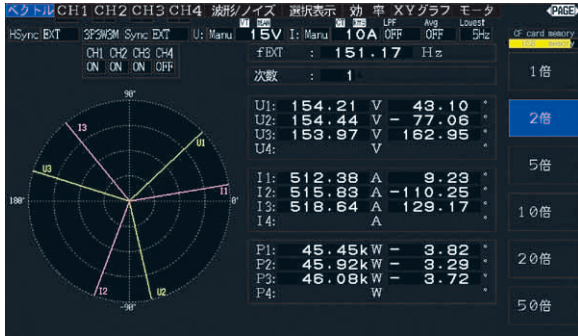 ベクトル CH1 CH2 CH3 CH4 波形/ノイズ 選択表示 効 率 XYグラフ モータ PAGE
HSync EXT 3P3W3M Sync EXT U: Manu 15V I: Manu 10A LPF OFF Avg OFF Lowest 5Hz
CF card memory
CH1 CH2 CH3 CH4
ON ON ON OFF
fEXT : 151.17 Hz
次数 : 1
90°
180°
0°
-90°
I3
U1
U3
I1
I2
U2
U1: 154.21 V 43.10 °
U2: 154.44 V - 77.06 °
U3: 153.97 V 162.95 °
U4: V °
I1: 512.38 A 9.23 °
I2: 515.83 A -110.25 °
I3: 518.64 A 129.17 °
I4: A °
P1: 45.45kW - 3.82 °
P2: 45.92kW - 3.29 °
P3: 46.08kW - 3.72 °
P4: W °
1倍
2倍
5倍
10倍
20倍
50倍